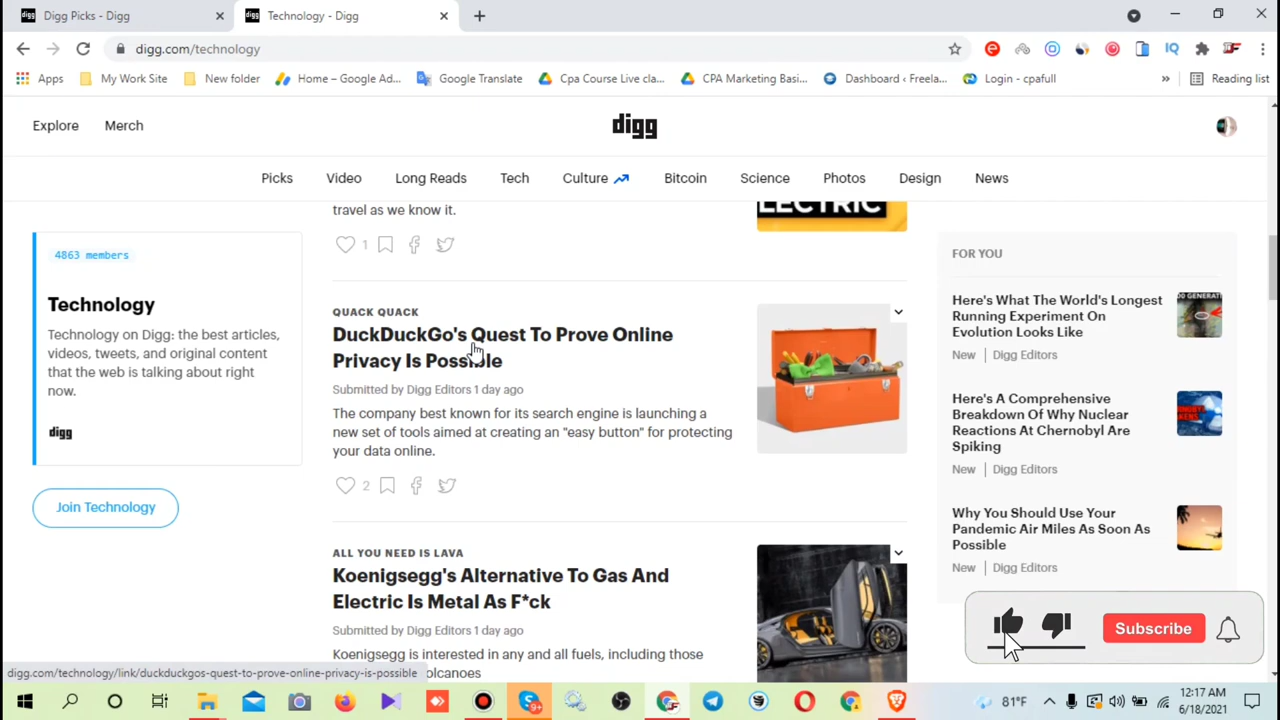 Digg Picks - Digg
Technology - Digg
digg.com/technology
Apps
My Work Site
New folder
Home – Google Ad...
Google Translate
Cpa Course Live cla...
CPA Marketing Basi...
Dashboard ‹ Freela...
Login - cpafull
Reading list
Explore
Merch
digg
Picks
Video
Long Reads
Tech
Culture
Bitcoin
Science
Photos
Design
News
4863 members
Technology
Technology on Digg: the best articles,
videos, tweets, and original content
that the web is talking about right
now.
digg
Join Technology
travel as we know it.
1
ELECTRIC
QUACK QUACK
DuckDuckGo's Quest To Prove Online
Privacy Is Possible
Submitted by Digg Editors 1 day ago
The company best known for its search engine is launching a
new set of tools aimed at creating an "easy button" for protecting
your data online.
2
ALL YOU NEED IS LAVA
Koenigsegg's Alternative To Gas And
Electric Is Metal As F*ck
Submitted by Digg Editors 1 day ago
Koenigsegg is interested in any and all fuels, including those
olcanoes
FOR YOU
Here's What The World's Longest
Running Experiment On
Evolution Looks Like
New | Digg Editors
Here's A Comprehensive
Breakdown Of Why Nuclear
Reactions At Chernobyl Are
Spiking
New | Digg Editors
Why You Should Use Your
Pandemic Air Miles As Soon As
Possible
New | Digg Editors
Subscribe
digg.com/technology/link/duckduckgos-quest-to-prove-online-privacy-is-possible
81°F
12:17 AM
6/18/2021